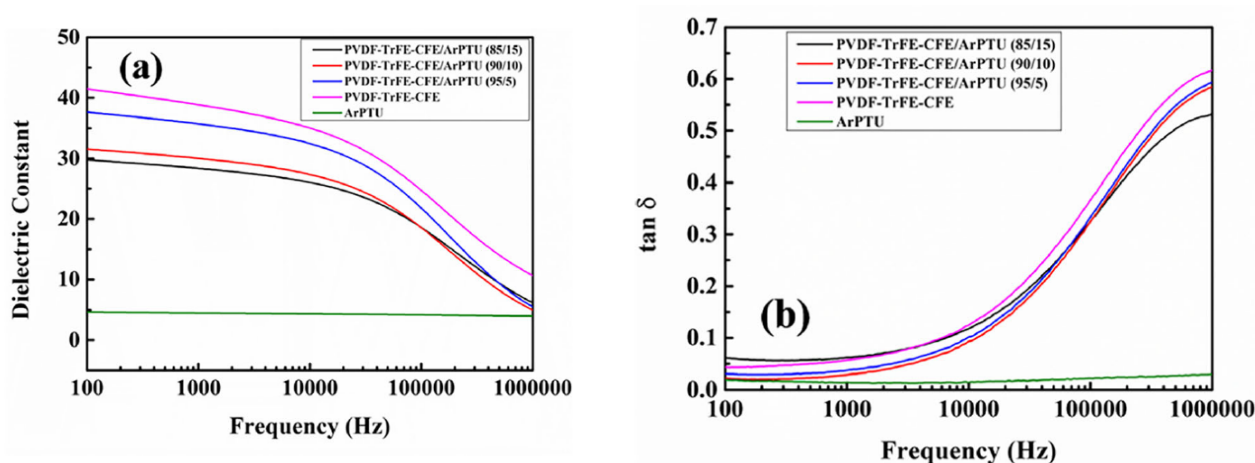 (a)
PVDF-TrFE-CFE/ArPTU (85/15)
PVDF-TrFE-CFE/ArPTU (90/10)
PVDF-TrFE-CFE/ArPTU (95/5)
PVDF-TrFE-CFE
ArPTU
Dielectric Constant
50
40
30
20
10
0
100 1000 10000 100000 1000000
Frequency (Hz)
PVDF-TrFE-CFE/ArPTU (85/15)
PVDF-TrFE-CFE/ArPTU (90/10)
PVDF-TrFE-CFE/ArPTU (95/5)
PVDF-TrFE-CFE
ArPTU
(b)
tan δ
0.7
0.6
0.5
0.4
0.3
0.2
0.1
0.0
100 1000 10000 100000 1000000
Frequency (Hz)